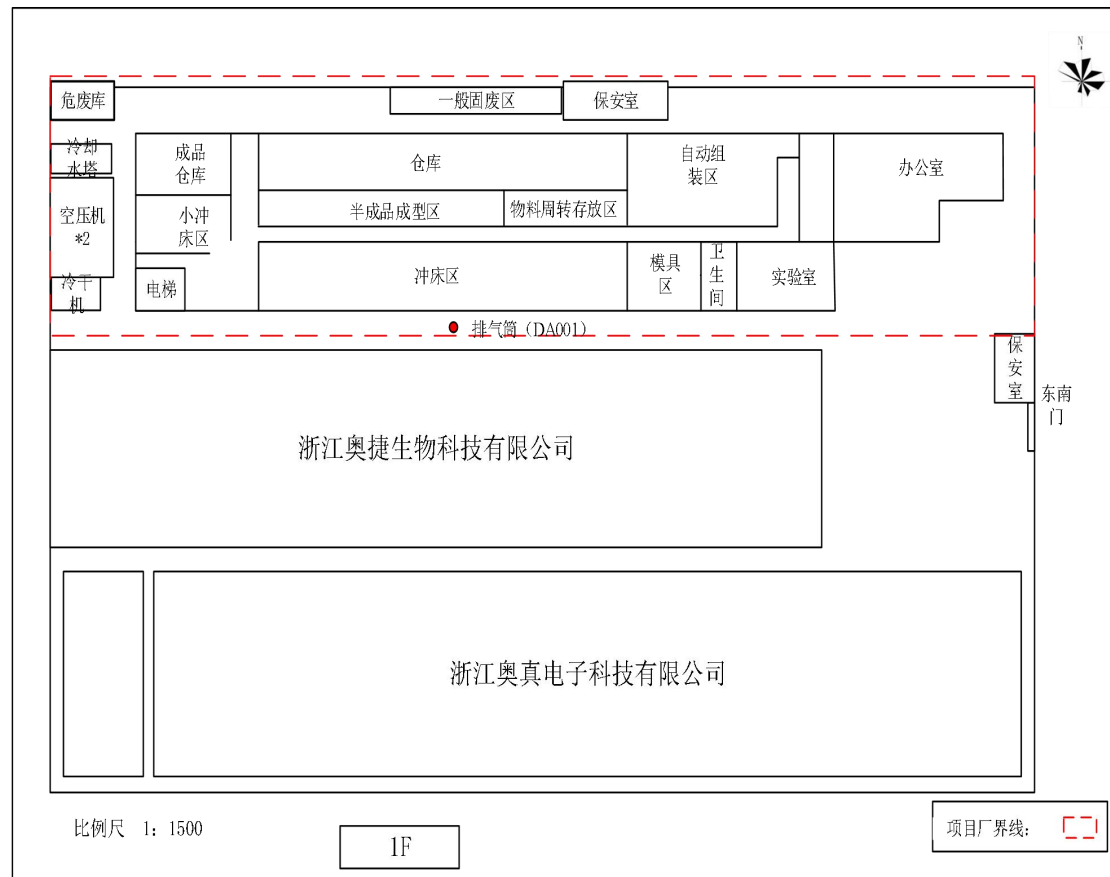 N
危废库
一般固废区
保安室
冷却
水塔
成品
仓库
仓库
自动组
装区
办公室
空压机
*2
小冲
床区
半成品成型区
物料周转存放区
冷干
机
电梯
冲床区
模具
区
卫
生
间
实验室
排气筒（DA001）
保
安
室
东南
门
浙江奥捷生物科技有限公司
浙江奥真电子科技有限公司
比例尺 1：1500
1F
项目厂界线：